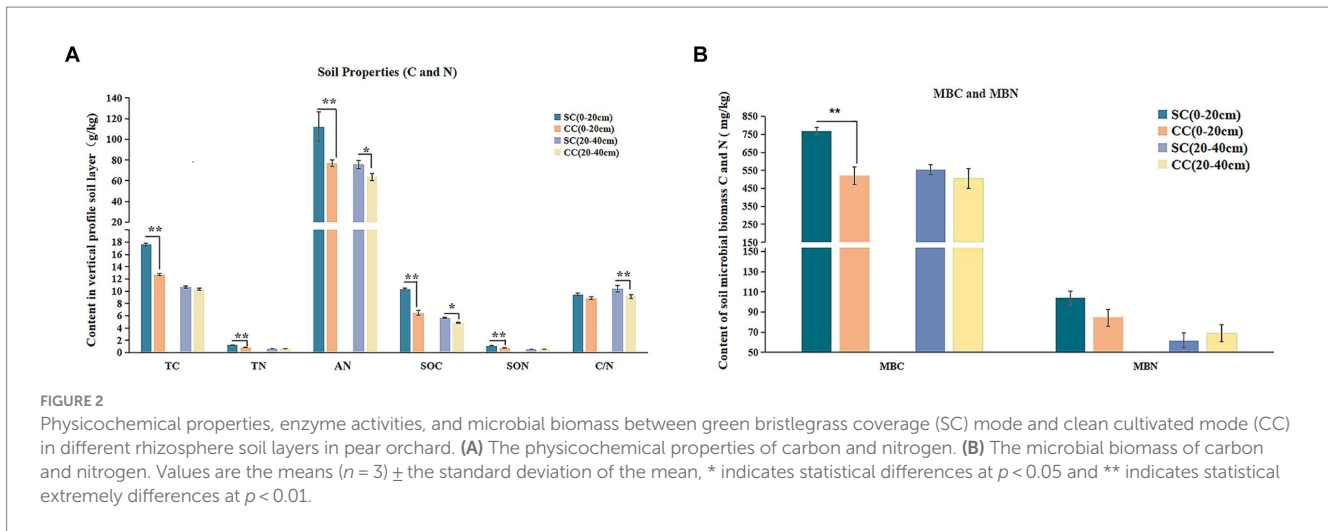 A
Soil Properties (C and N)
Content in vertical profile soil layer (g/kg)
140
120
100
80
60
40
20
18
16
14
12
10
8
6
4
2
0
**
**
**
*
**
*
**
**
SC(0-20cm)
CC(0-20cm)
SC(20-40cm)
CC(20-40cm)
TC TN AN SOC SON C/N
B
MBC and MBN
Content of soil microbial biomass C and N ( mg/kg)
850
750
650
550
450
350
250
150
150
130
110
90
70
50
**
SC(0-20cm)
CC(0-20cm)
SC(20-40cm)
CC(20-40cm)
MBC MBN
FIGURE 2
Physicochemical properties, enzyme activities, and microbial biomass between green bristlegrass coverage (SC) mode and clean cultivated mode (CC)
in different rhizosphere soil layers in pear orchard. (A) The physicochemical properties of carbon and nitrogen. (B) The microbial biomass of carbon
and nitrogen. Values are the means (n = 3) ± the standard deviation of the mean, * indicates statistical differences at p < 0.05 and ** indicates statistical
extremely differences at p < 0.01.